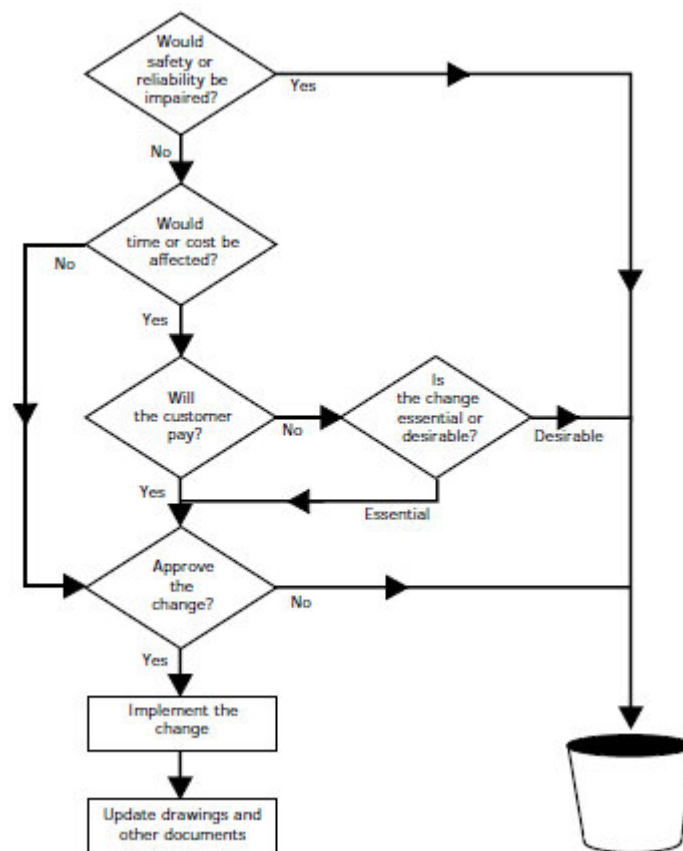 Would
safety or
reliability be
impaired?
Yes
No
Would
time or cost be
affected?
No
Yes
Will
the customer
pay?
No
Is
the change
essential or
desirable?
Desirable
Yes
Essential
Approve
the
change?
No
Yes
Implement the
change
Update drawings and
other documents